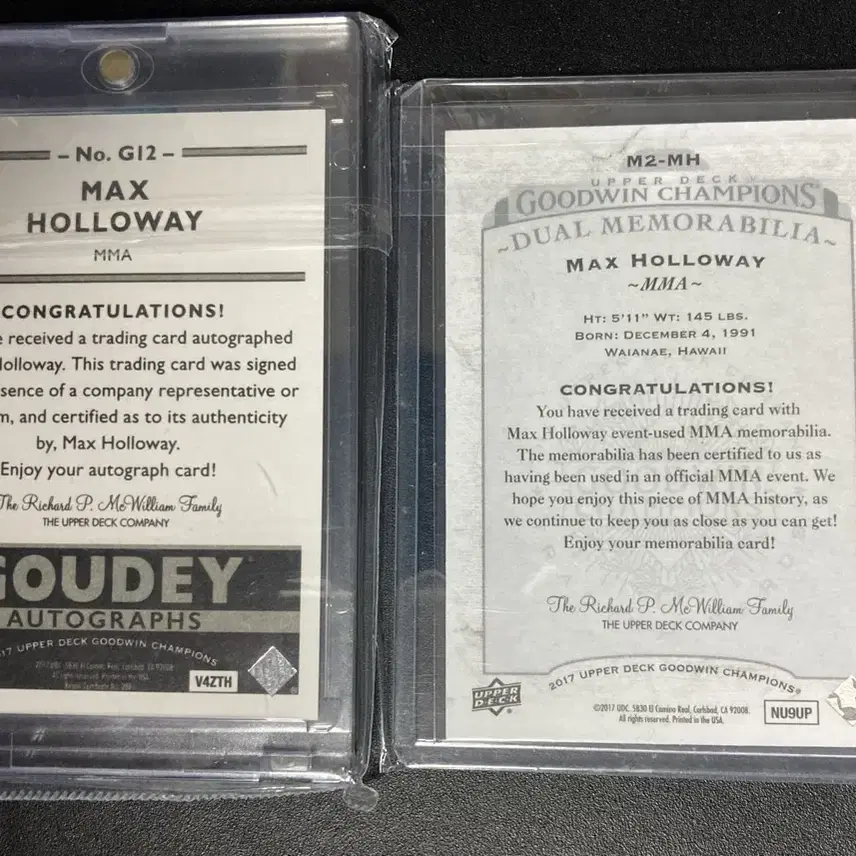 – No. G12 –
MAX
HOLLOWAY
MMA
CONGRATULATIONS!
received a trading card autographed
Holloway. This trading card was signed
sence of a company representative or
m, and certified as to its authenticity
by, Max Holloway.
Enjoy your autograph card!
The Richard P. McWilliam Family
THE UPPER DECK COMPANY
GOUDEY
AUTOGRAPHS
17 UPPER DECK GOODWIN CHAMPIONS
V4ZTH
M2-MH
UPPER DECK
GOODWIN CHAMPIONS®
~DUAL MEMORABILIA~
MAX HOLLOWAY
~MMA~
HT: 5'11" WT: 145 LBS.
BORN: DECEMBER 4, 1991
WAIANAE, HAWAII
CONGRATULATIONS!
You have received a trading card with
Max Holloway event-used MMA memorabilia.
The memorabilia has been certified to us as
having been used in an official MMA event. We
hope you enjoy this piece of MMA history, as
we continue to keep you as close as you can get!
Enjoy your memorabilia card!
The Richard P. McWilliam Family
THE UPPER DECK COMPANY
2017 UPPER DECK GOODWIN CHAMPIONS®
UPPER
DECK
©2017 UDC. 5830 El Camino Real, Carlsbad, CA 92008.
All rights reserved. Printed in the USA.
NU9UP